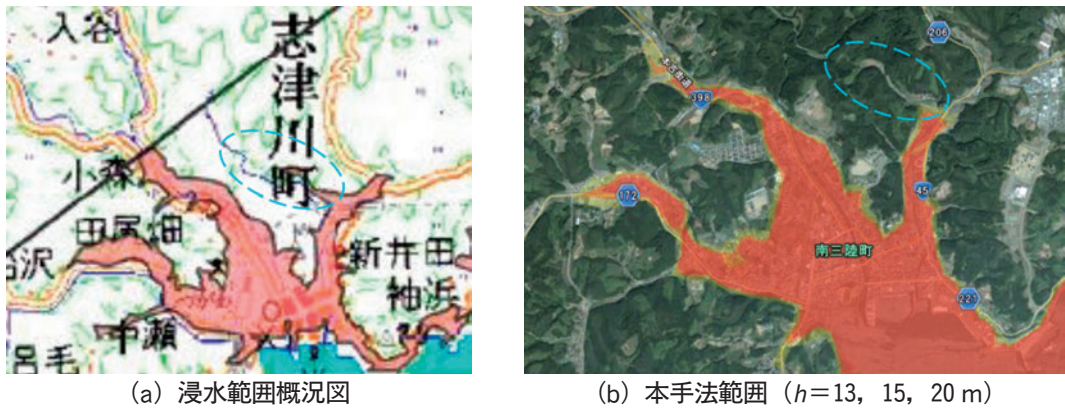 入谷
志津川町
小森
田尾畑
沢
新井田
袖浜
中瀬
呂毛
206
398
172
45
南三陸町
221
(a) 浸水範囲概況図
(b) 本手法範囲 (h=13, 15, 20 m)